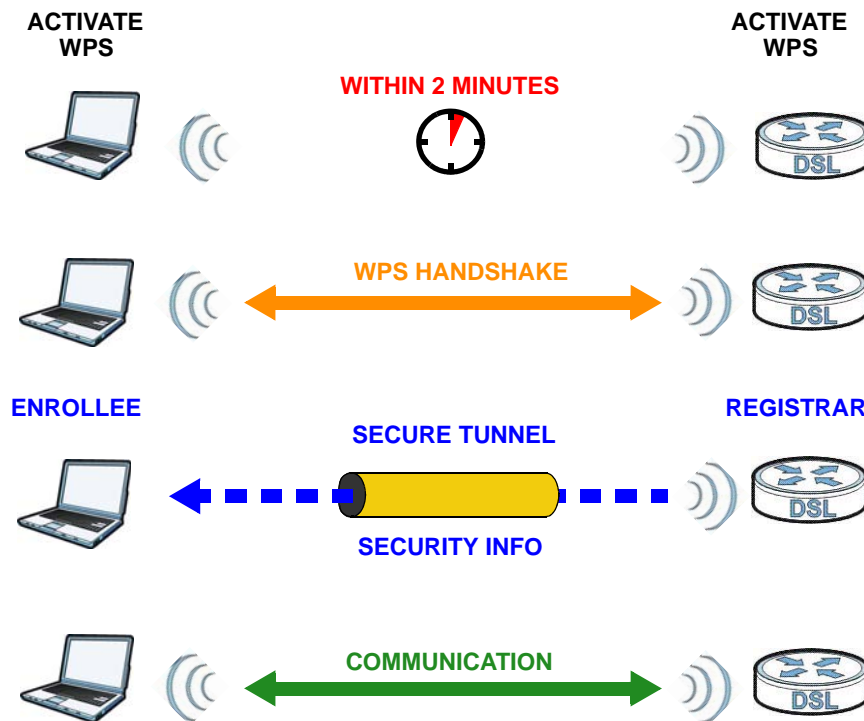 ACTIVATE
WPS
ACTIVATE
WPS
WITHIN 2 MINUTES
DSL
WPS HANDSHAKE
DSL
ENROLLEE
REGISTRAR
SECURE TUNNEL
DSL
SECURITY INFO
COMMUNICATION
DSL